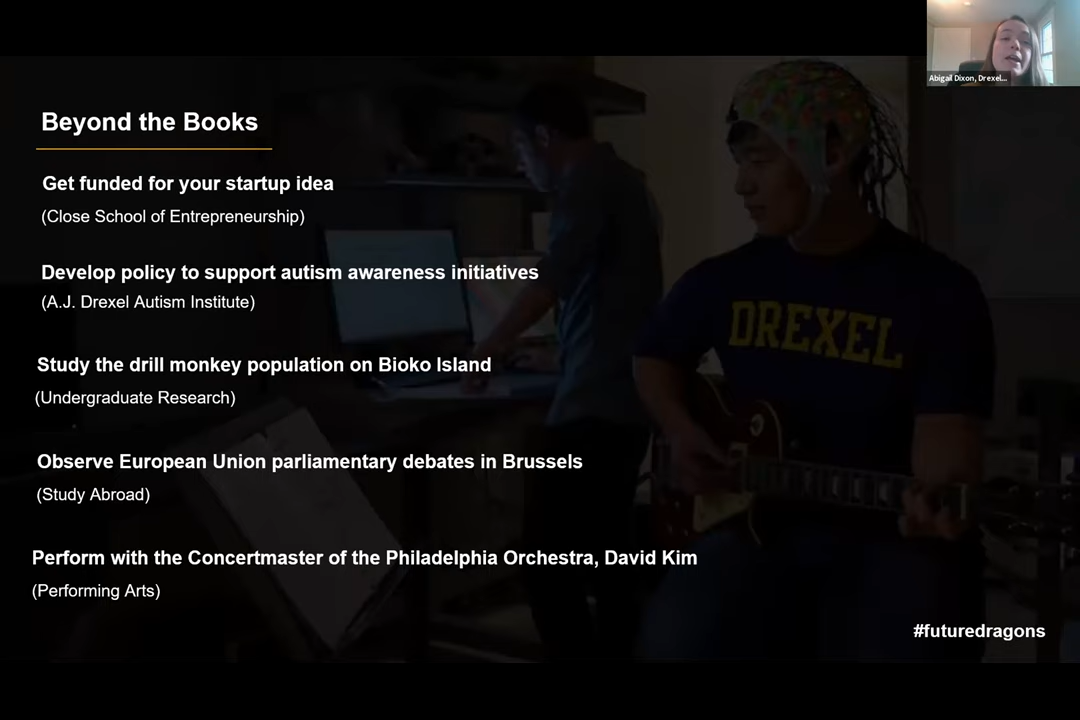 Abigail Dixon, Drexel...
Beyond the Books
Get funded for your startup idea
(Close School of Entrepreneurship)
Develop policy to support autism awareness initiatives
(A.J. Drexel Autism Institute)
DREXEL
Study the drill monkey population on Bioko Island
(Undergraduate Research)
Observe European Union parliamentary debates in Brussels
(Study Abroad)
Perform with the Concertmaster of the Philadelphia Orchestra, David Kim
(Performing Arts)
#futuredragons